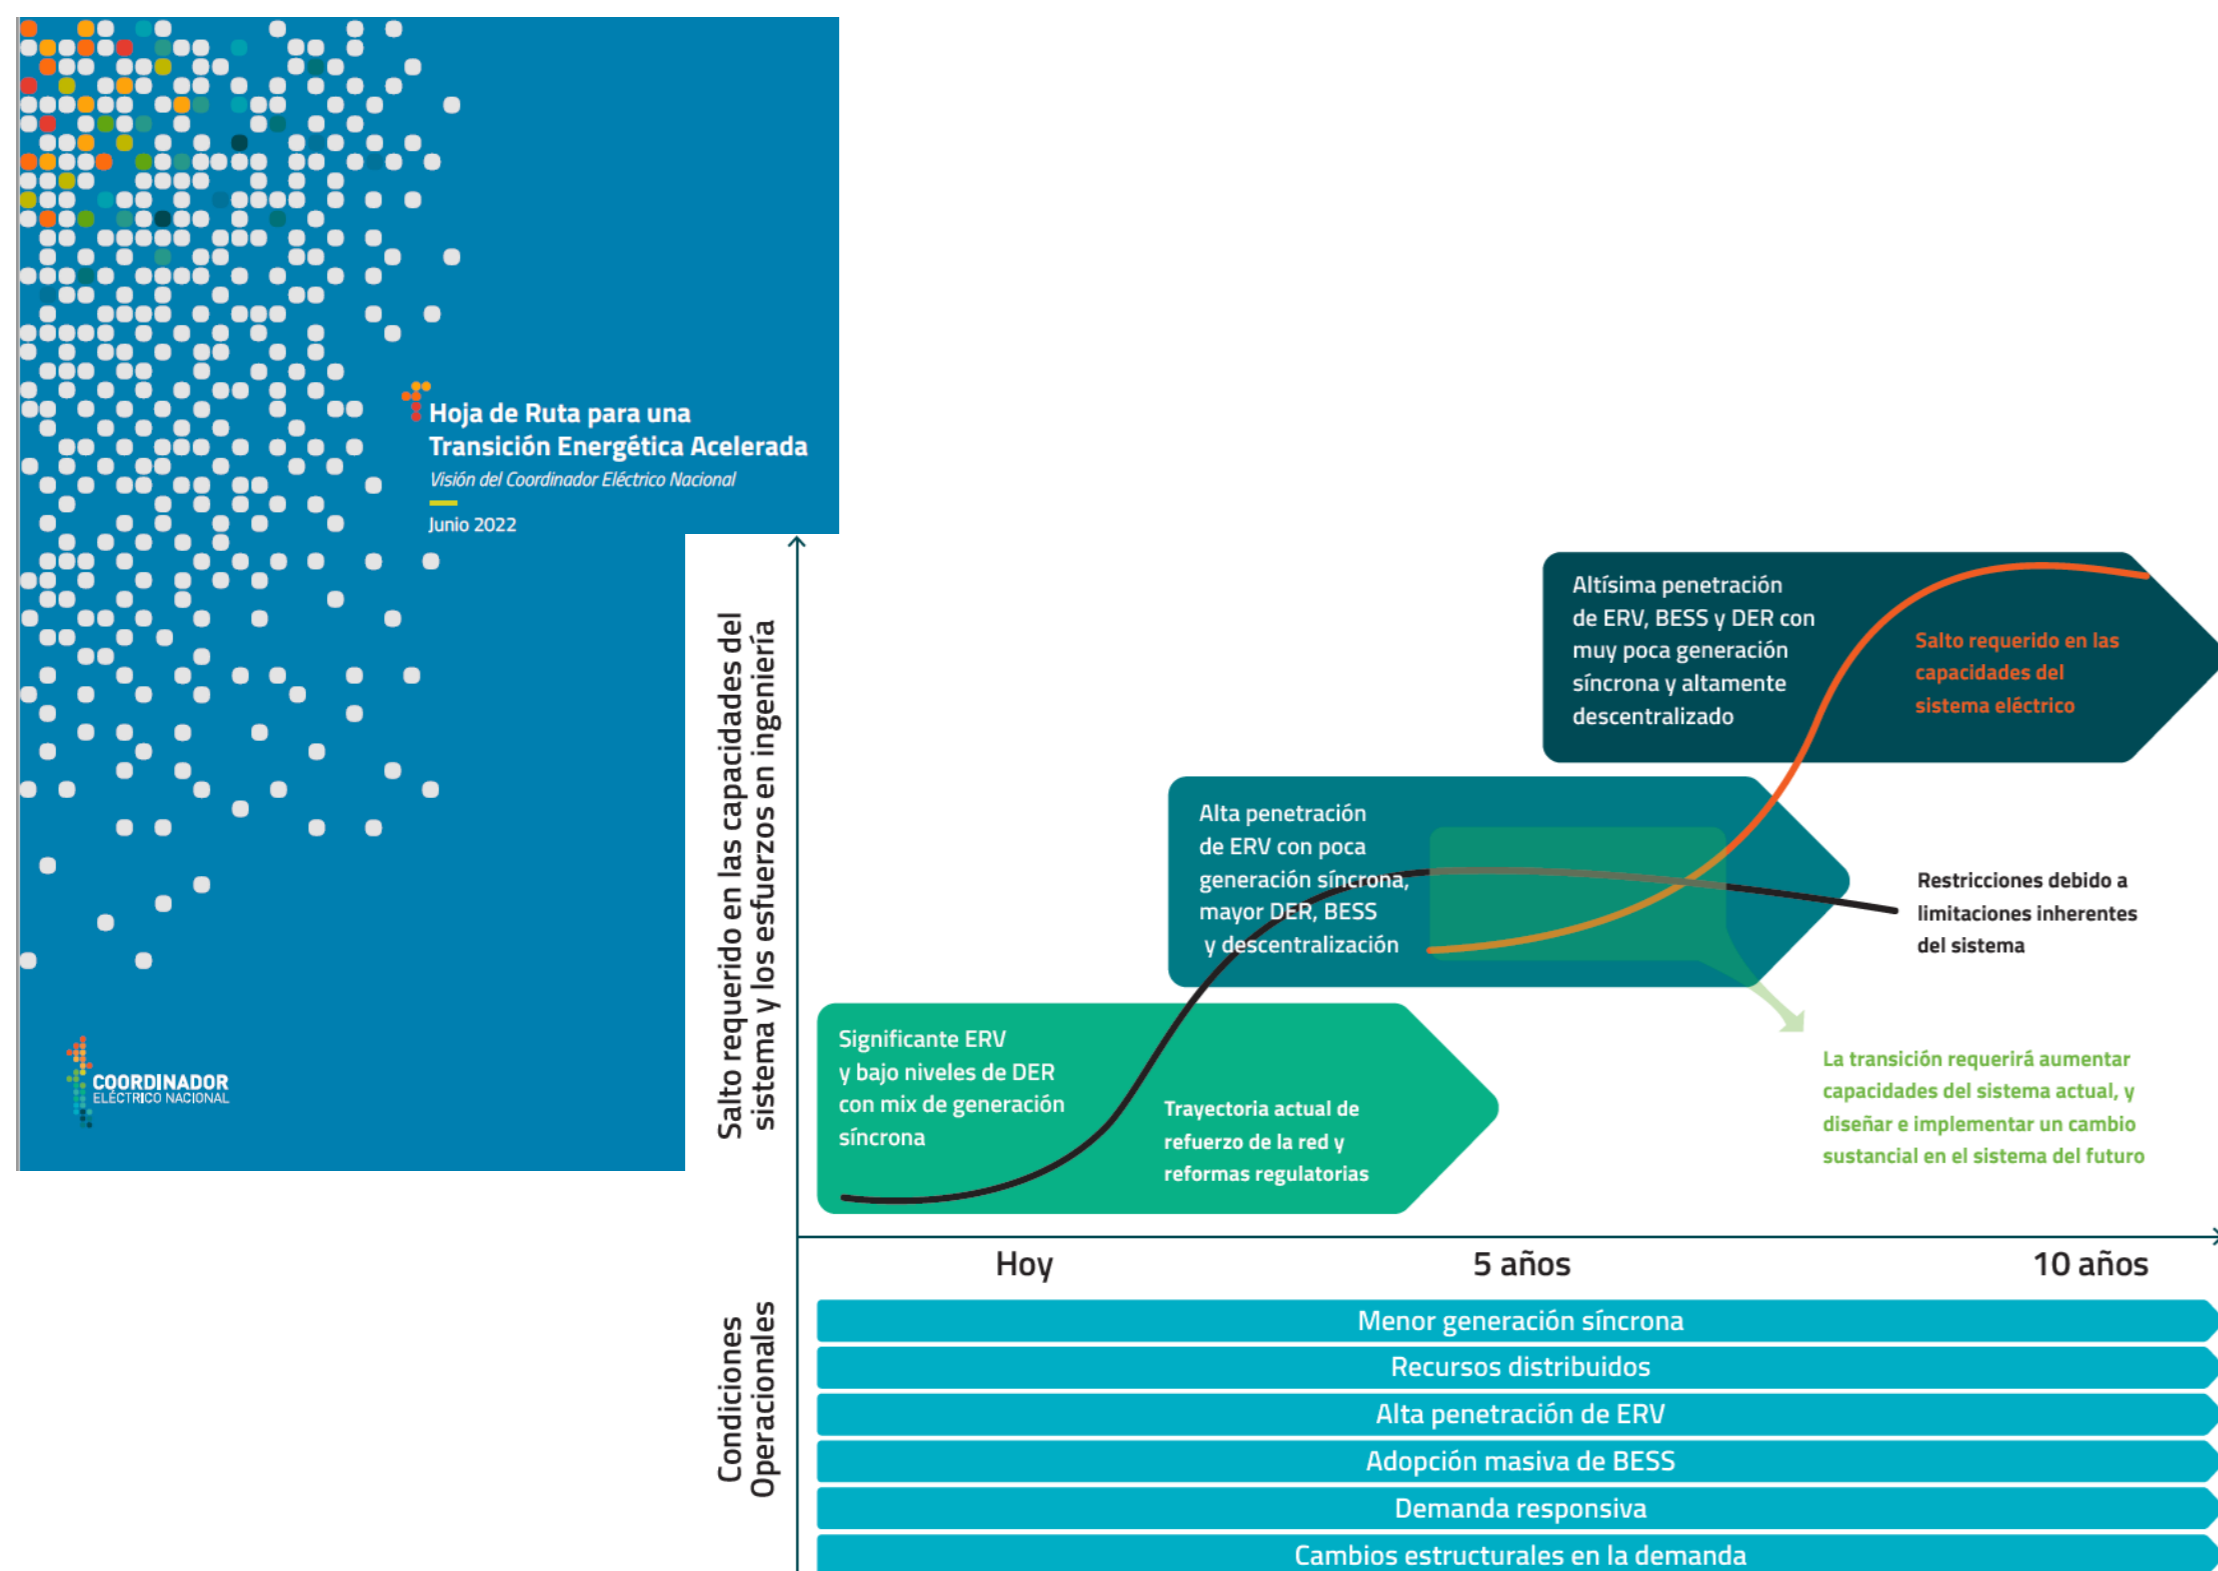 Hoja de Ruta para una
Transición Energética Acelerada
Visión del Coordinador Eléctrico Nacional
Junio 2022
COORDINADOR
ELÉCTRICO NACIONAL
Salto requerido en las capacidades del
sistema y los esfuerzos en ingeniería
Altísima penetración
de ERV, BESS y DER con
muy poca generación
síncrona y altamente
descentralizado
Salto requerido en las
capacidades del
sistema eléctrico
Alta penetración
de ERV con poca
generación síncrona,
mayor DER, BESS
y descentralización
Restricciones debido a
limitaciones inherentes
del sistema
Significante ERV
y bajo niveles de DER
con mix de generación
síncrona
Trayectoria actual de
refuerzo de la red y
reformas regulatorias
La transición requerirá aumentar
capacidades del sistema actual, y
diseñar e implementar un cambio
sustancial en el sistema del futuro
Hoy
5 años
10 años
Condiciones
Operacionales
Menor generación síncrona
Recursos distribuidos
Alta penetración de ERV
Adopción masiva de BESS
Demanda responsiva
Cambios estructurales en la demanda